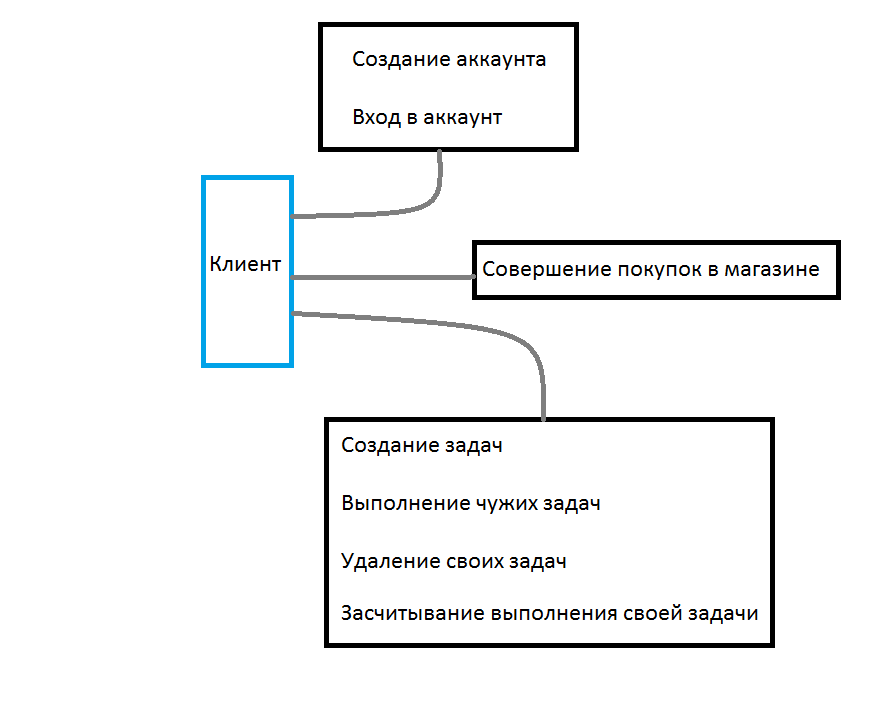 Создание аккаунта
Вход в аккаунт
Клиент
Совершение покупок в магазине
Создание задач
Выполнение чужих задач
Удаление своих задач
Засчитывание выполнения своей задачи